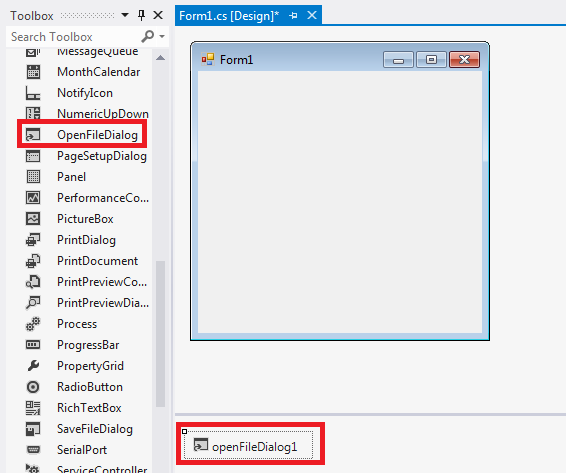 Toolbox
Search Toolbox
MessageQueue
MonthCalendar
NotifyIcon
NumericUpDown
OpenFileDialog
PageSetupDialog
Panel
PerformanceCo...
PictureBox
PrintDialog
PrintDocument
PrintPreviewCo...
PrintPreviewDia...
Process
ProgressBar
PropertyGrid
RadioButton
RichTextBox
SaveFileDialog
SerialPort
ServiceController
Form1.cs [Design]*
Form1
openFileDialog1